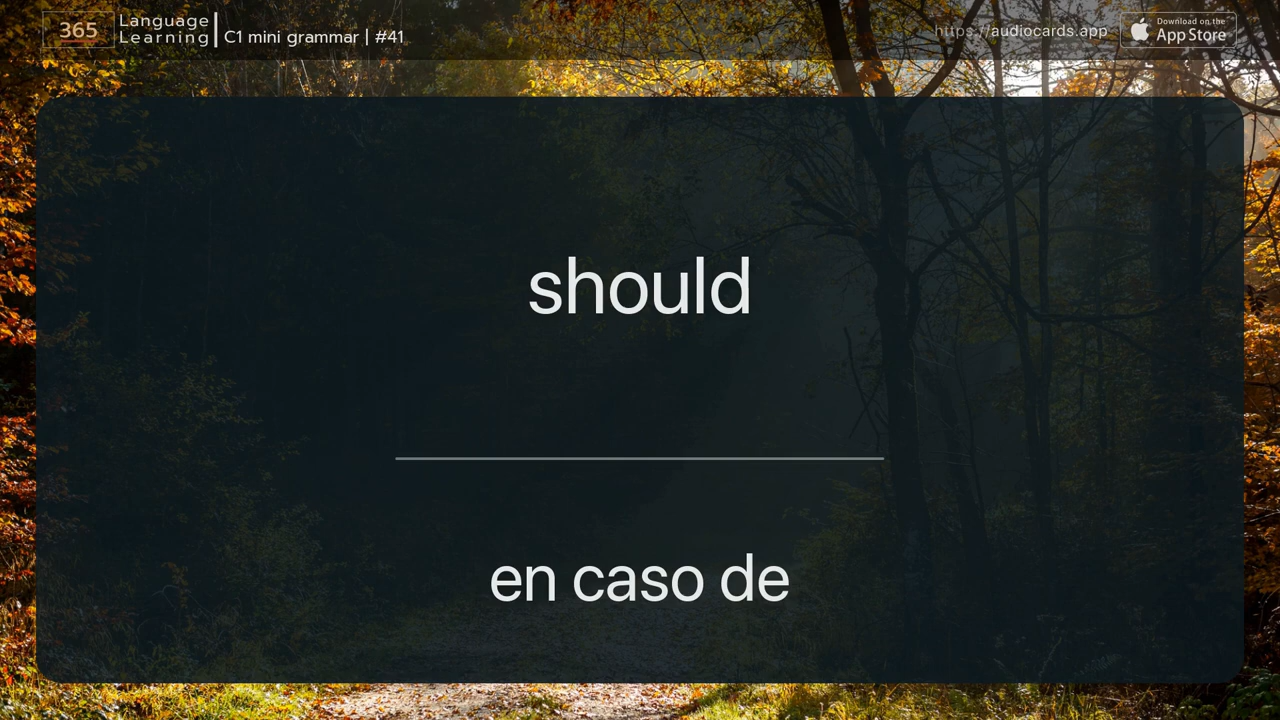 365
Language
Learning
C1 mini grammar | #41
https://audiocards.app
Download on the
App Store
should
en caso de